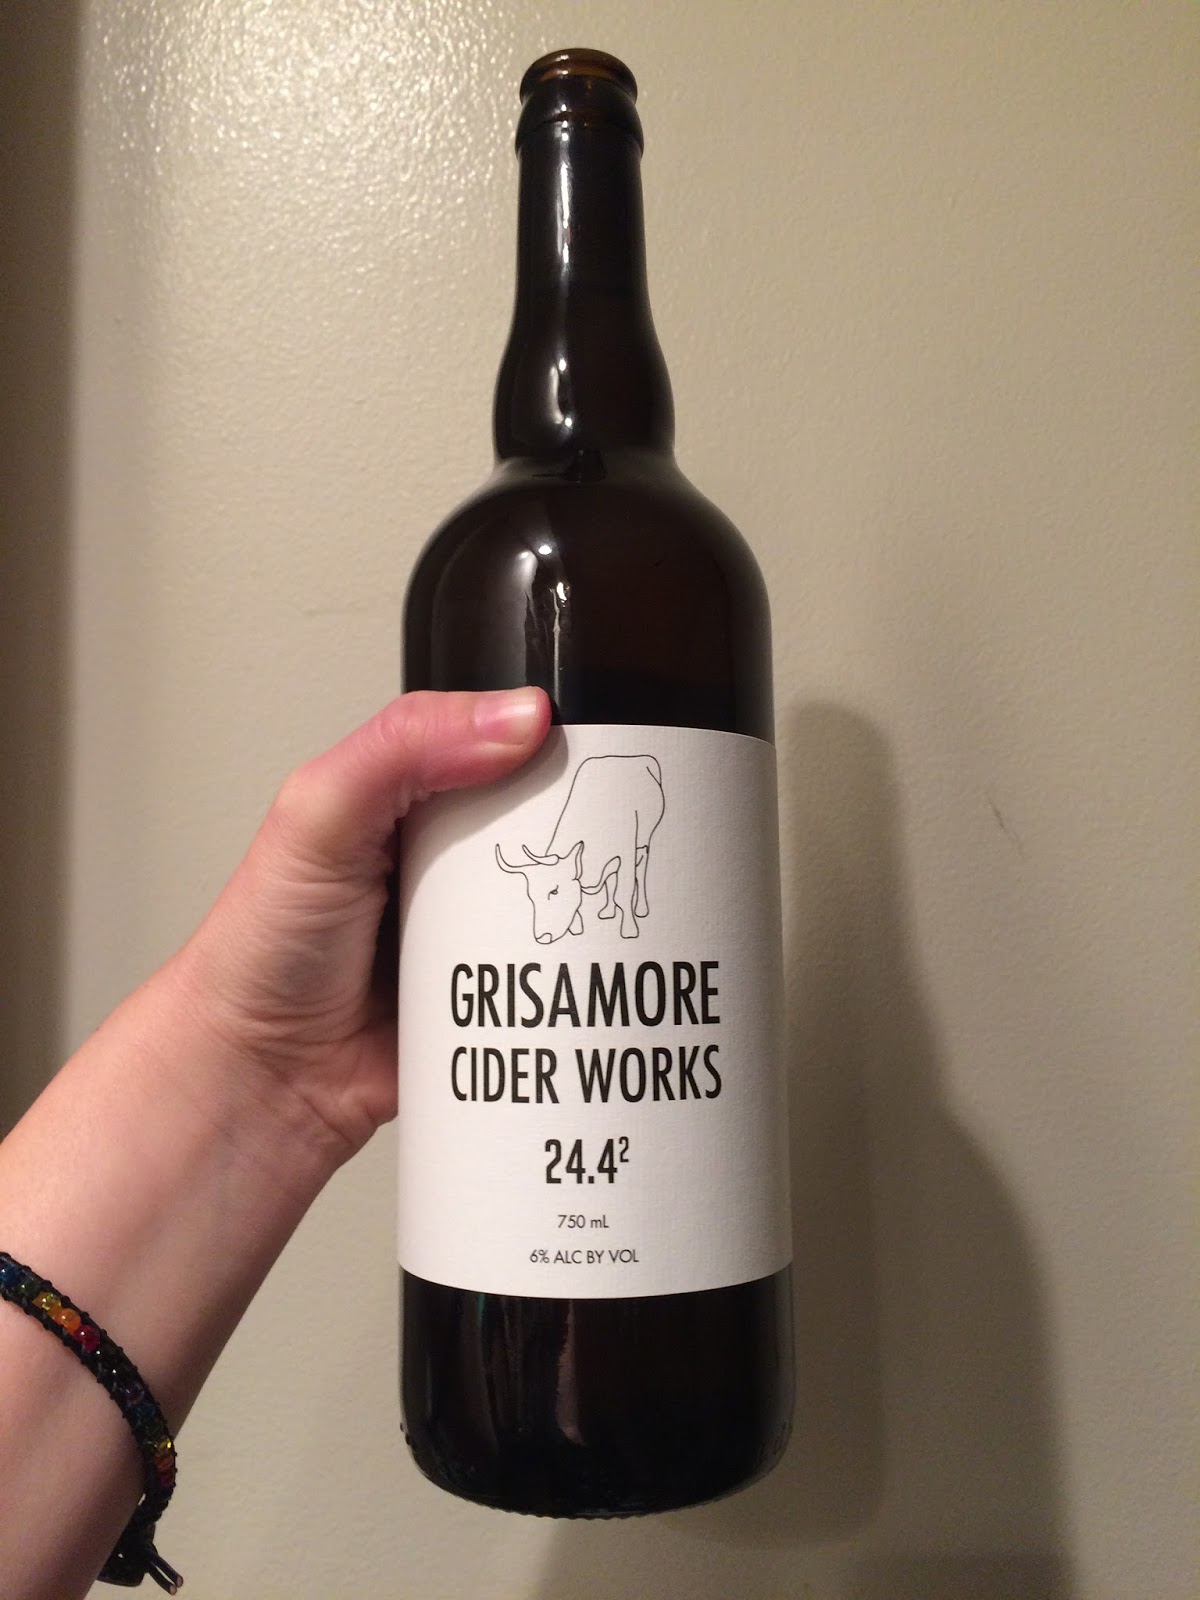 GRISAMORE
CIDER WORKS
24.4²
750 mL
6% ALC BY VOL